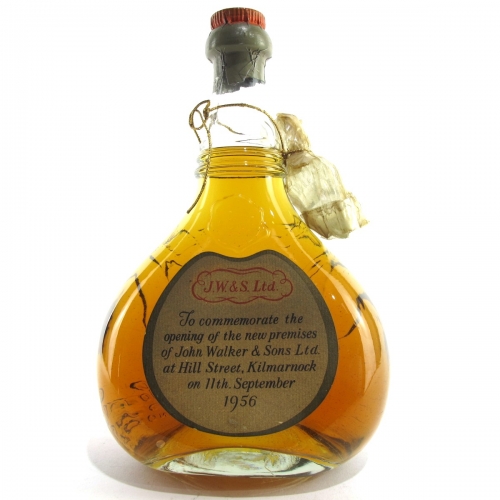 J.W.& S. Ltd.
To commemorate the
opening of the new premises
of John Walker & Sons Ltd.
at Hill Street, Kilmarnock
on 11th. September
1956